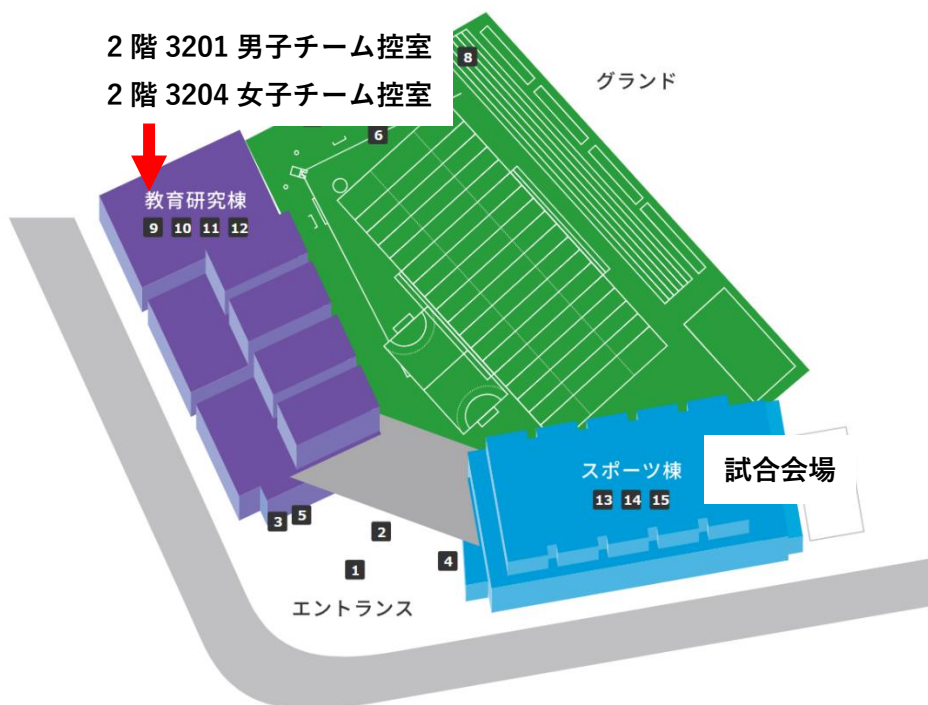 2階 3201 男子チーム控室
2階 3204 女子チーム控室
8
グランド
6
教育研究棟
9 10 11 12
スポーツ棟
試合会場
13 14 15
3 5
2
4
1
エントランス